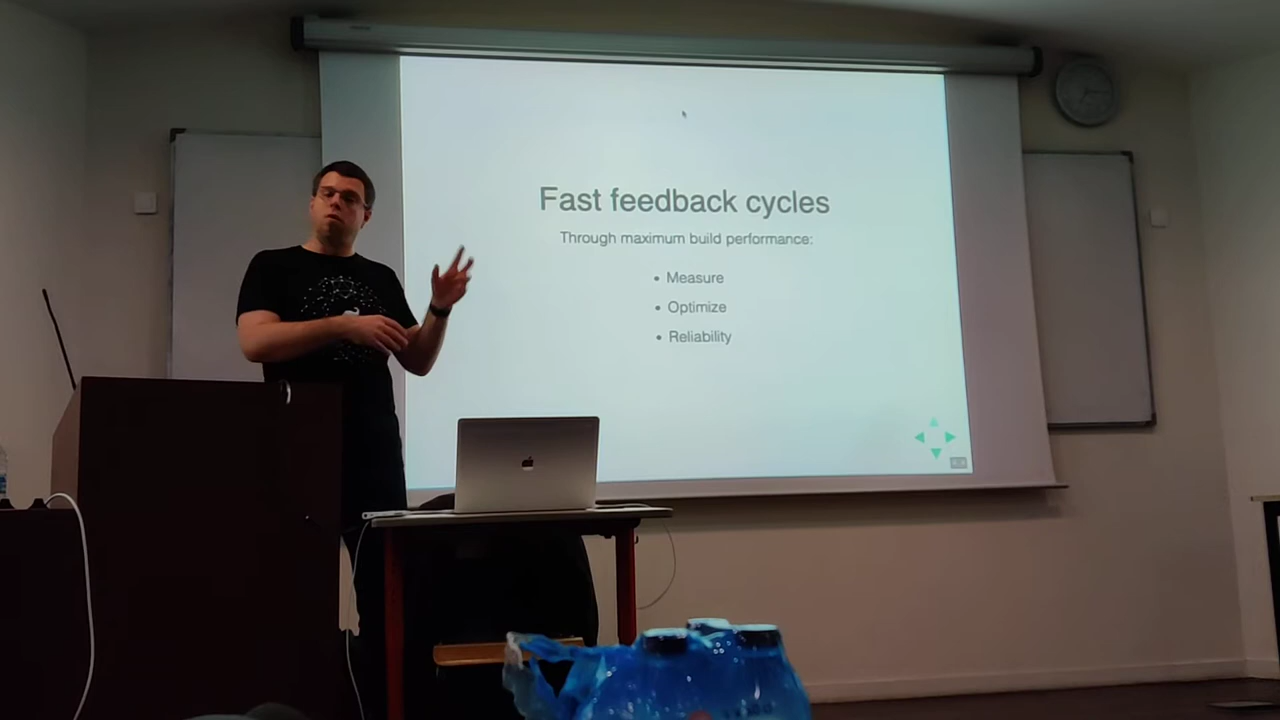 Fast feedback cycles
Through maximum build performance:
• Measure
• Optimize
• Reliability